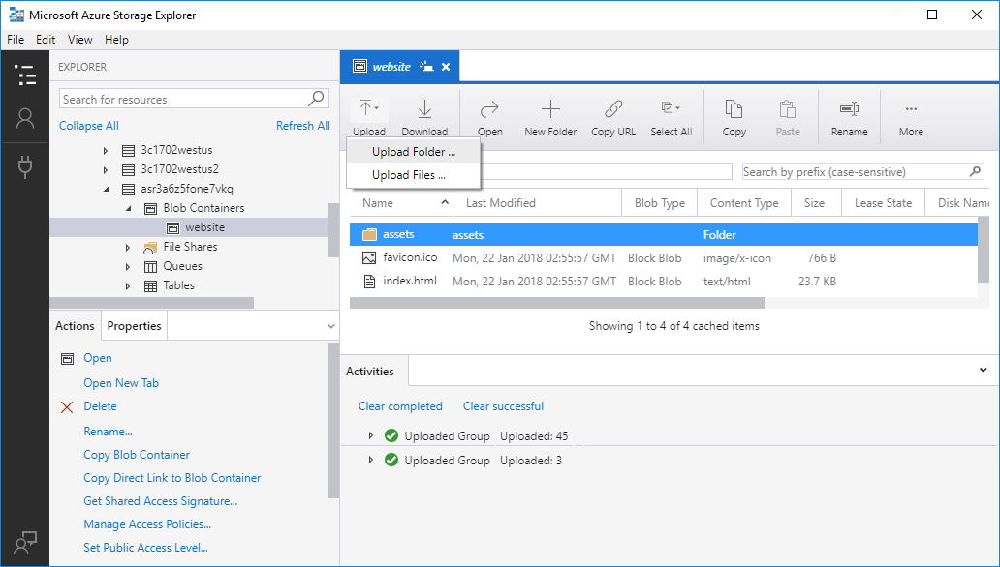 Microsoft Azure Storage Explorer
File Edit View Help
EXPLORER
Search for resources
Collapse All Refresh All
3c1702westus
3c1702westus2
asr3a6z5fone7vkq
Blob Containers
website
File Shares
Queues
Tables
Actions Properties
Open
Open New Tab
Delete
Rename...
Copy Blob Container
Copy Direct Link to Blob Container
Get Shared Access Signature...
Manage Access Policies...
Set Public Access Level...
website
Upload Download Open New Folder Copy URL Select All Copy Paste Rename More
Upload Folder ...
Upload Files ...
Search by prefix (case-sensitive)
Name Last Modified Blob Type Content Type Size Lease State Disk Name
assets assets Folder
favicon.ico Mon, 22 Jan 2018 02:55:57 GMT Block Blob image/x-icon 766 B
index.html Mon, 22 Jan 2018 02:55:57 GMT Block Blob text/html 23.7 KB
Showing 1 to 4 of 4 cached items
Activities
Clear completed Clear successful
Uploaded Group Uploaded: 45
Uploaded Group Uploaded: 3